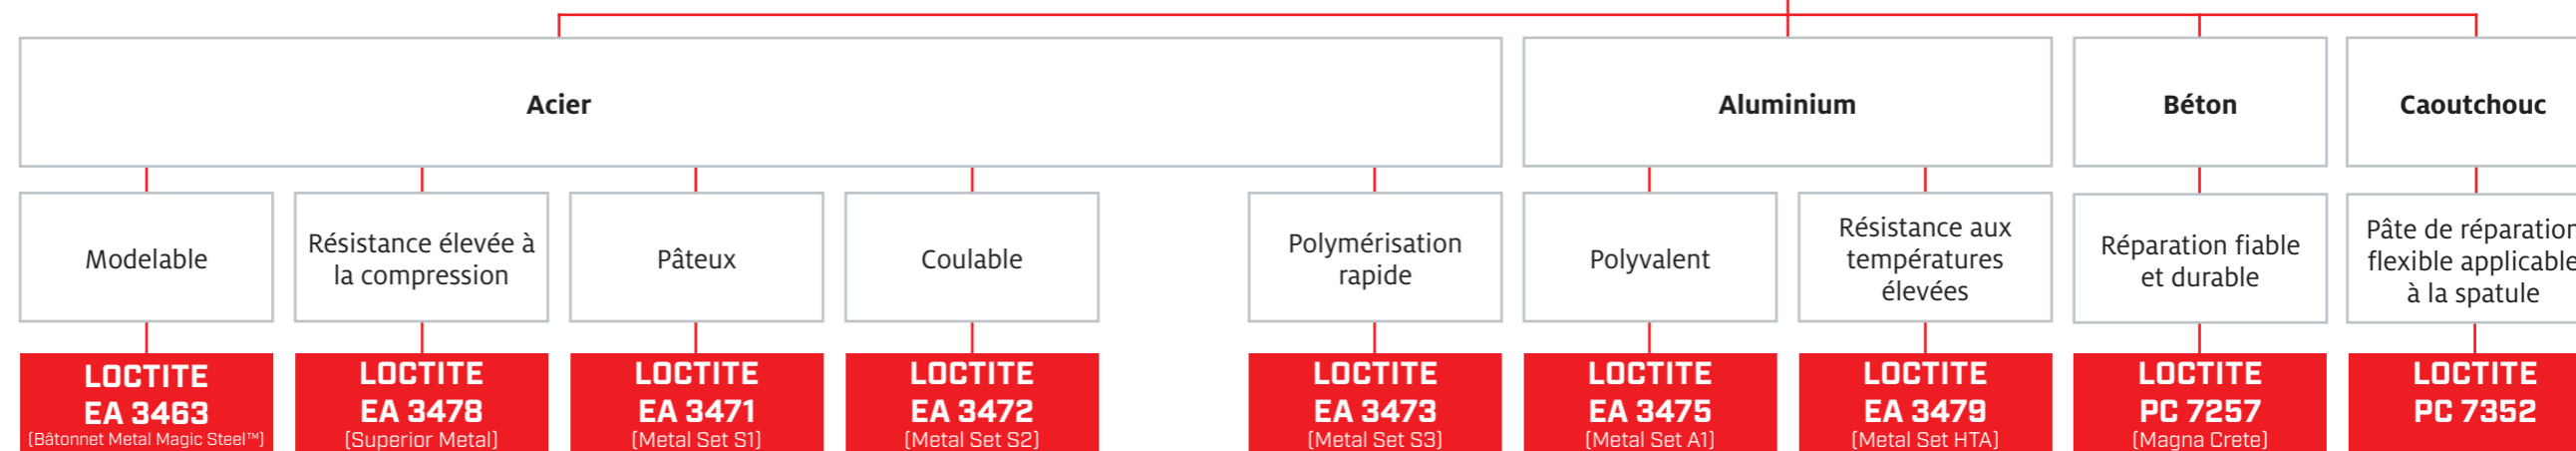 Acier
Aluminium
Béton
Caoutchouc
Modelable
Résistance élevée à
la compression
Pâteux
Coulable
Polymérisation
rapide
Polyvalent
Résistance aux
températures
élevées
Réparation fiable
et durable
Pâte de réparation
flexible applicable
à la spatule
LOCTITE
EA 3463
(Bâtonnet Metal Magic Steel™)
LOCTITE
EA 3478
(Superior Metal)
LOCTITE
EA 3471
(Metal Set S1)
LOCTITE
EA 3472
(Metal Set S2)
LOCTITE
EA 3473
(Metal Set S3)
LOCTITE
EA 3475
(Metal Set A1)
LOCTITE
EA 3479
(Metal Set HTA)
LOCTITE
PC 7257
(Magna Crete)
LOCTITE
PC 7352